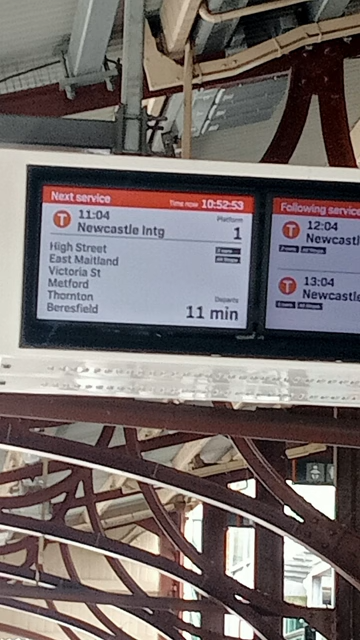 Next service
Time now 10:52:53
T
11:04
Newcastle Intg
Platform
1
High Street
East Maitland
Victoria St
Metford
Thornton
Beresfield
All Stops
Departs
11 min
Following service
T
12:04
Newcastl
All Stops
T
13:04
Newcastle
All Stops